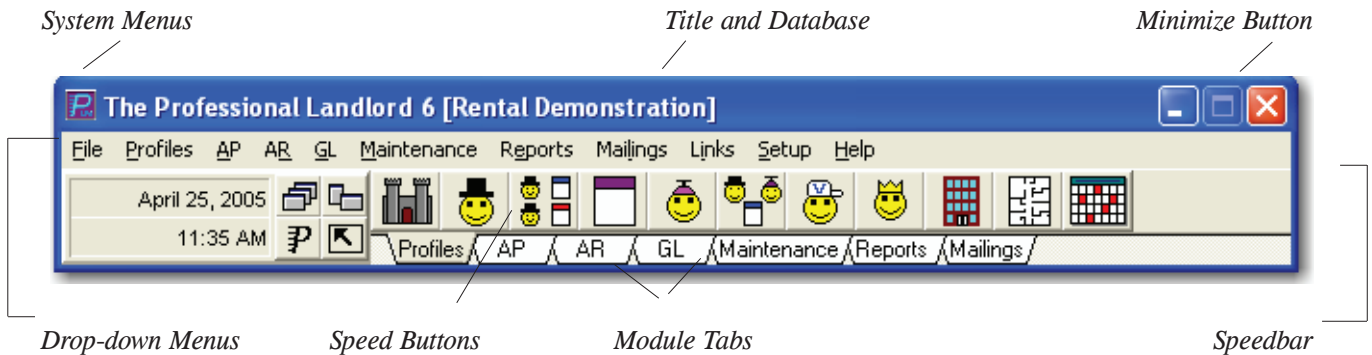 System Menus Title and Database Minimize Button
The Professional Landlord 6 [Rental Demonstration]
File Profiles AP AR GL Maintenance Reports Mailings Links Setup Help
April 25, 2005
11:35 AM
Profiles AP AR GL Maintenance Reports Mailings
Drop-down Menus Speed Buttons Module Tabs Speedbar